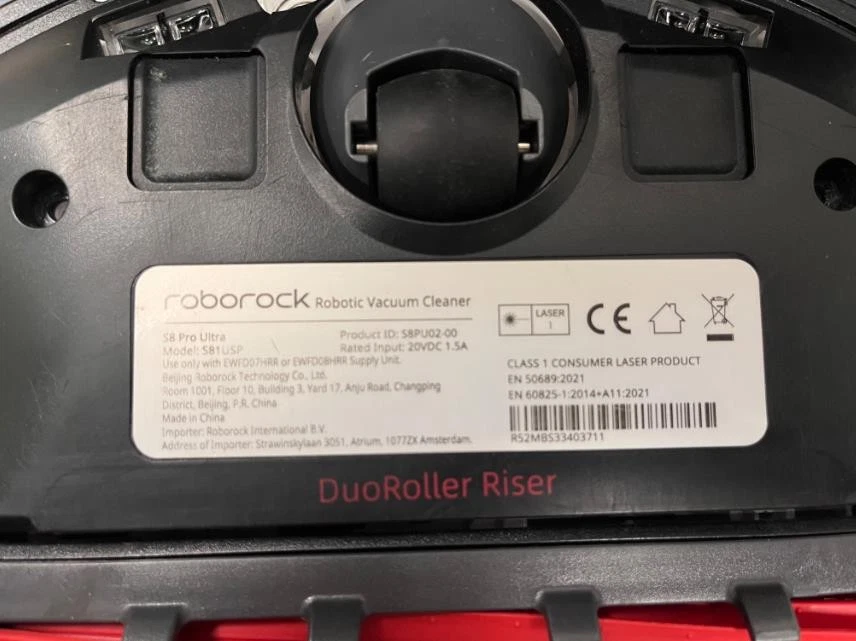 roborock Robotic Vacuum Cleaner
S8 Pro Ultra
Model: S81USP
Product ID: S8PU02-00
Rated Input: 20VDC 1.5A
Use only with EWFD07HRR or EWFD08HRR Supply Unit.
Beijing Roborock Technology Co., Ltd.
Room 1001, Floor 10, Building 3, Yard 17, Anju Road, Changping
District, Beijing, P.R. China
Made in China
Importer: Roborock International B.V.
Address of Importer: Strawinskylaan 3051, Atrium, 1077ZX Amsterdam.
LASER
1
CE
CLASS 1 CONSUMER LASER PRODUCT
EN 50689:2021
EN 60825-1:2014+A11:2021
R52MBS33403711
DuoRoller Riser